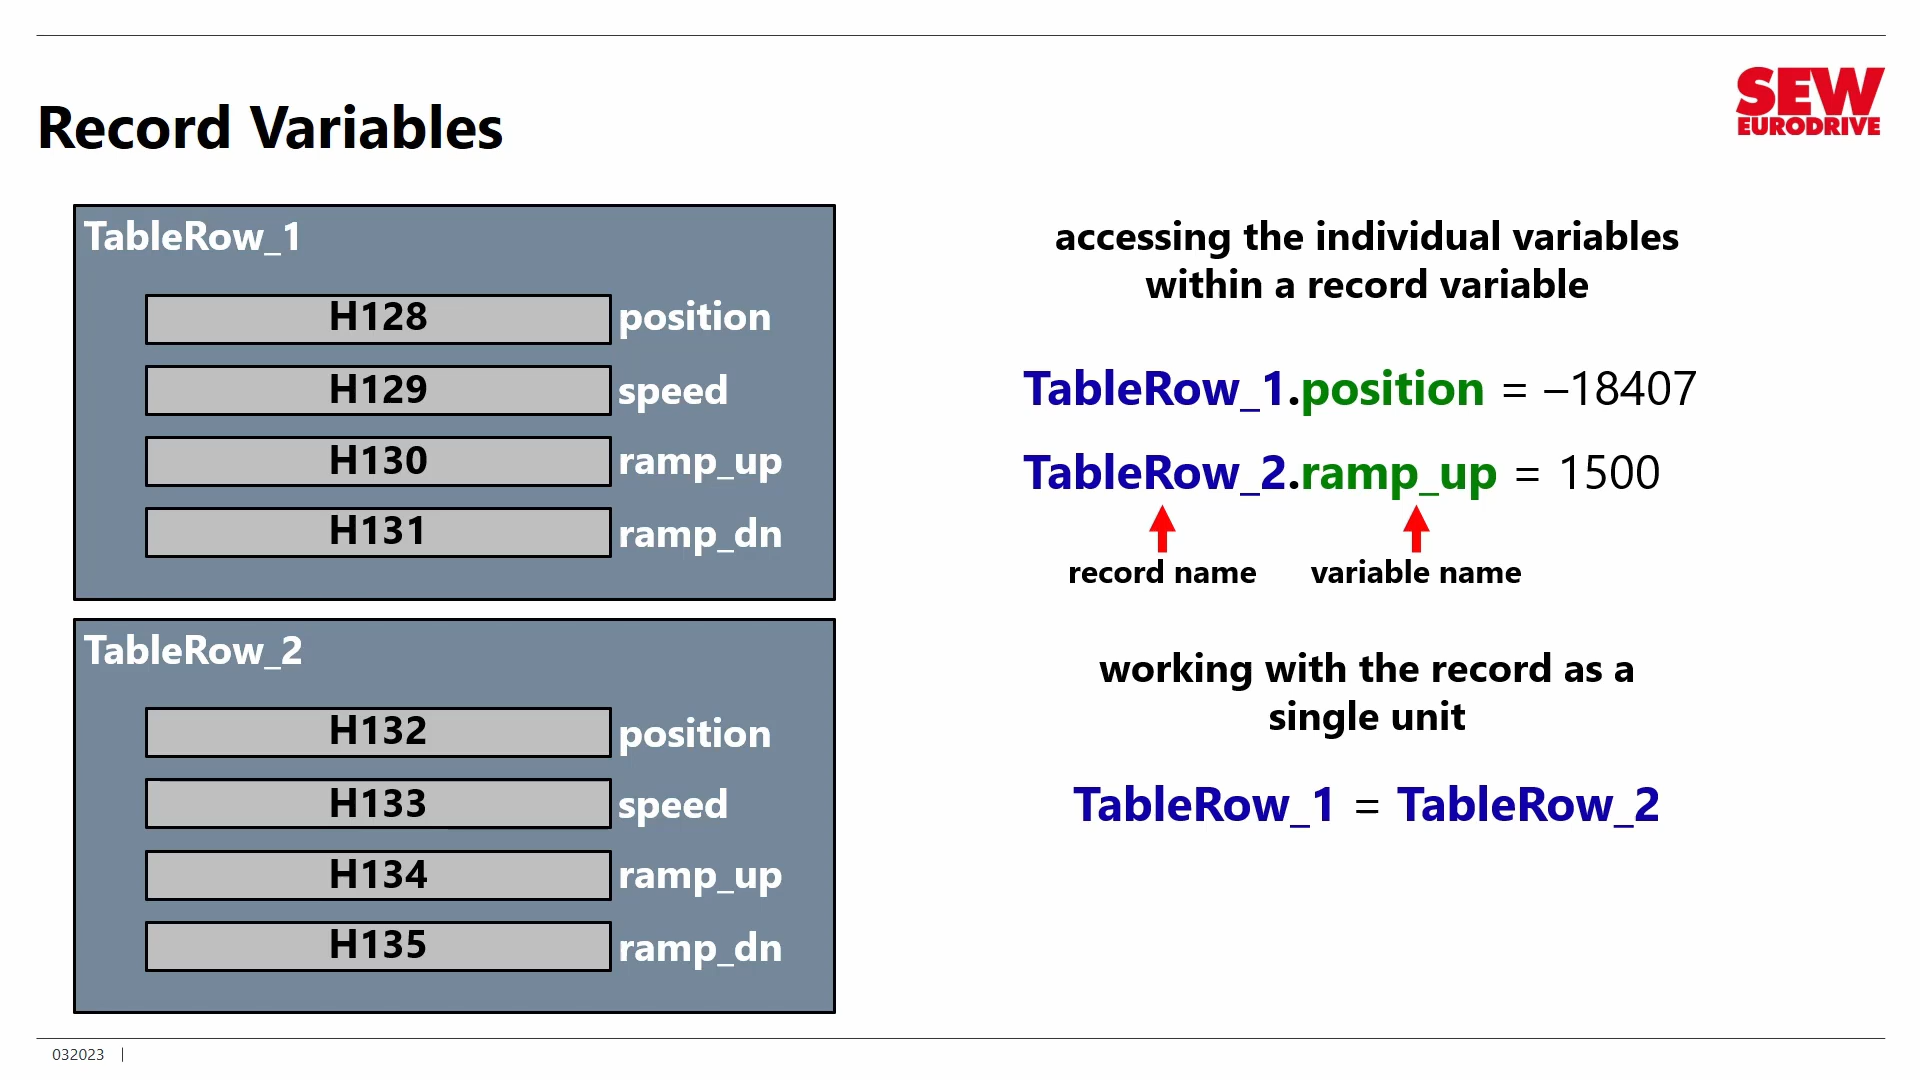 SEW
EURODRIVE
Record Variables
TableRow_1
H128 position
H129 speed
H130 ramp_up
H131 ramp_dn
TableRow_2
H132 position
H133 speed
H134 ramp_up
H135 ramp_dn
accessing the individual variables
within a record variable
TableRow_1.position = –18407
TableRow_2.ramp_up = 1500
record name variable name
working with the record as a
single unit
TableRow_1 = TableRow_2
032023 |